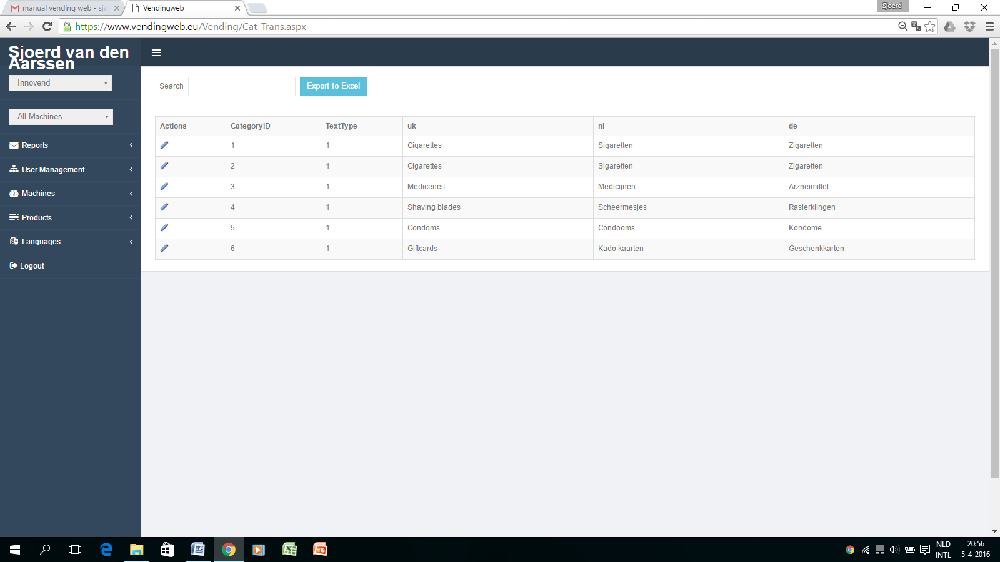 manual vending web - sjw
Vendingweb
Sjoerd
https://www.vendingweb.eu/Vending/Cat_Trans.aspx
Sjoerd van den
Aarssen
Innovend
All Machines
Reports
User Management
Machines
Products
Languages
Logout
Search Export to Excel
Actions CategoryID TextType uk nl de
1 1 Cigarettes Sigaretten Zigaretten
2 1 Cigarettes Sigaretten Zigaretten
3 1 Medicenes Medicijnen Arzneimittel
4 1 Shaving blades Scheermesjes Rasierklingen
5 1 Condoms Condooms Kondome
6 1 Giftcards Kado kaarten Geschenkkarten
NLD 20:56
INTL 5-4-2016